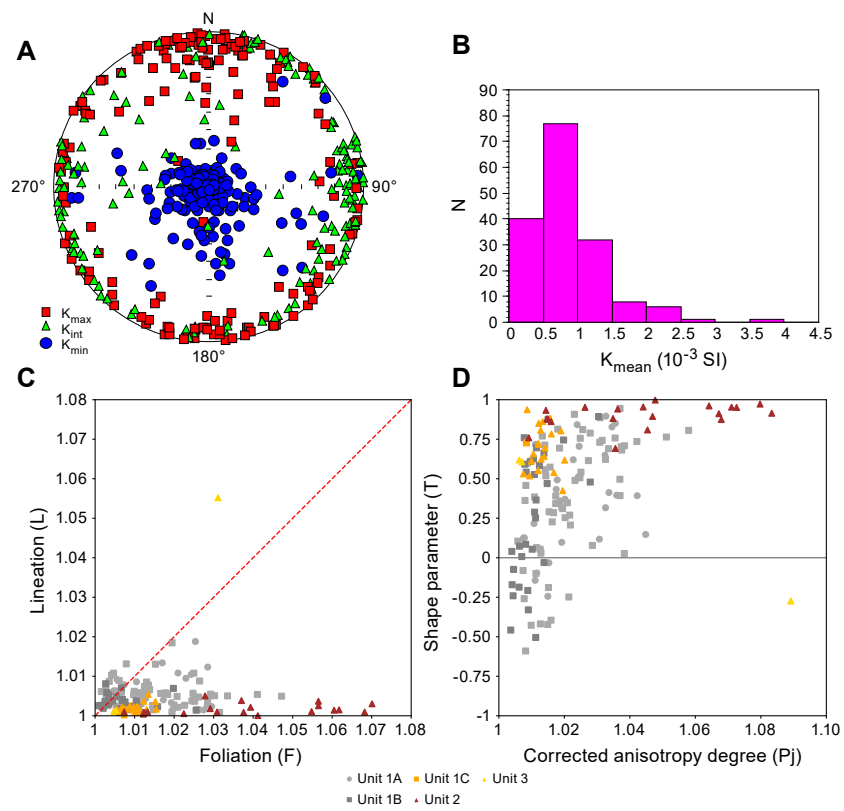 A
N
270°
90°
180°
Kmax
Kint
Kmin
B
N
90
80
70
60
50
40
30
20
10
0
0 0.5 1 1.5 2 2.5 3 3.5 4 4.5
Kmean (10-3 SI)
C
Lineation (L)
1.08
1.07
1.06
1.05
1.04
1.03
1.02
1.01
1
1 1.01 1.02 1.03 1.04 1.05 1.06 1.07 1.08
Foliation (F)
D
Shape parameter (T)
1
0.75
0.50
0.25
0
-0.25
-0.50
-0.75
-1
1 1.02 1.04 1.06 1.08 1.10
Corrected anisotropy degree (Pj)
Unit 1A Unit 1C Unit 3
Unit 1B Unit 2